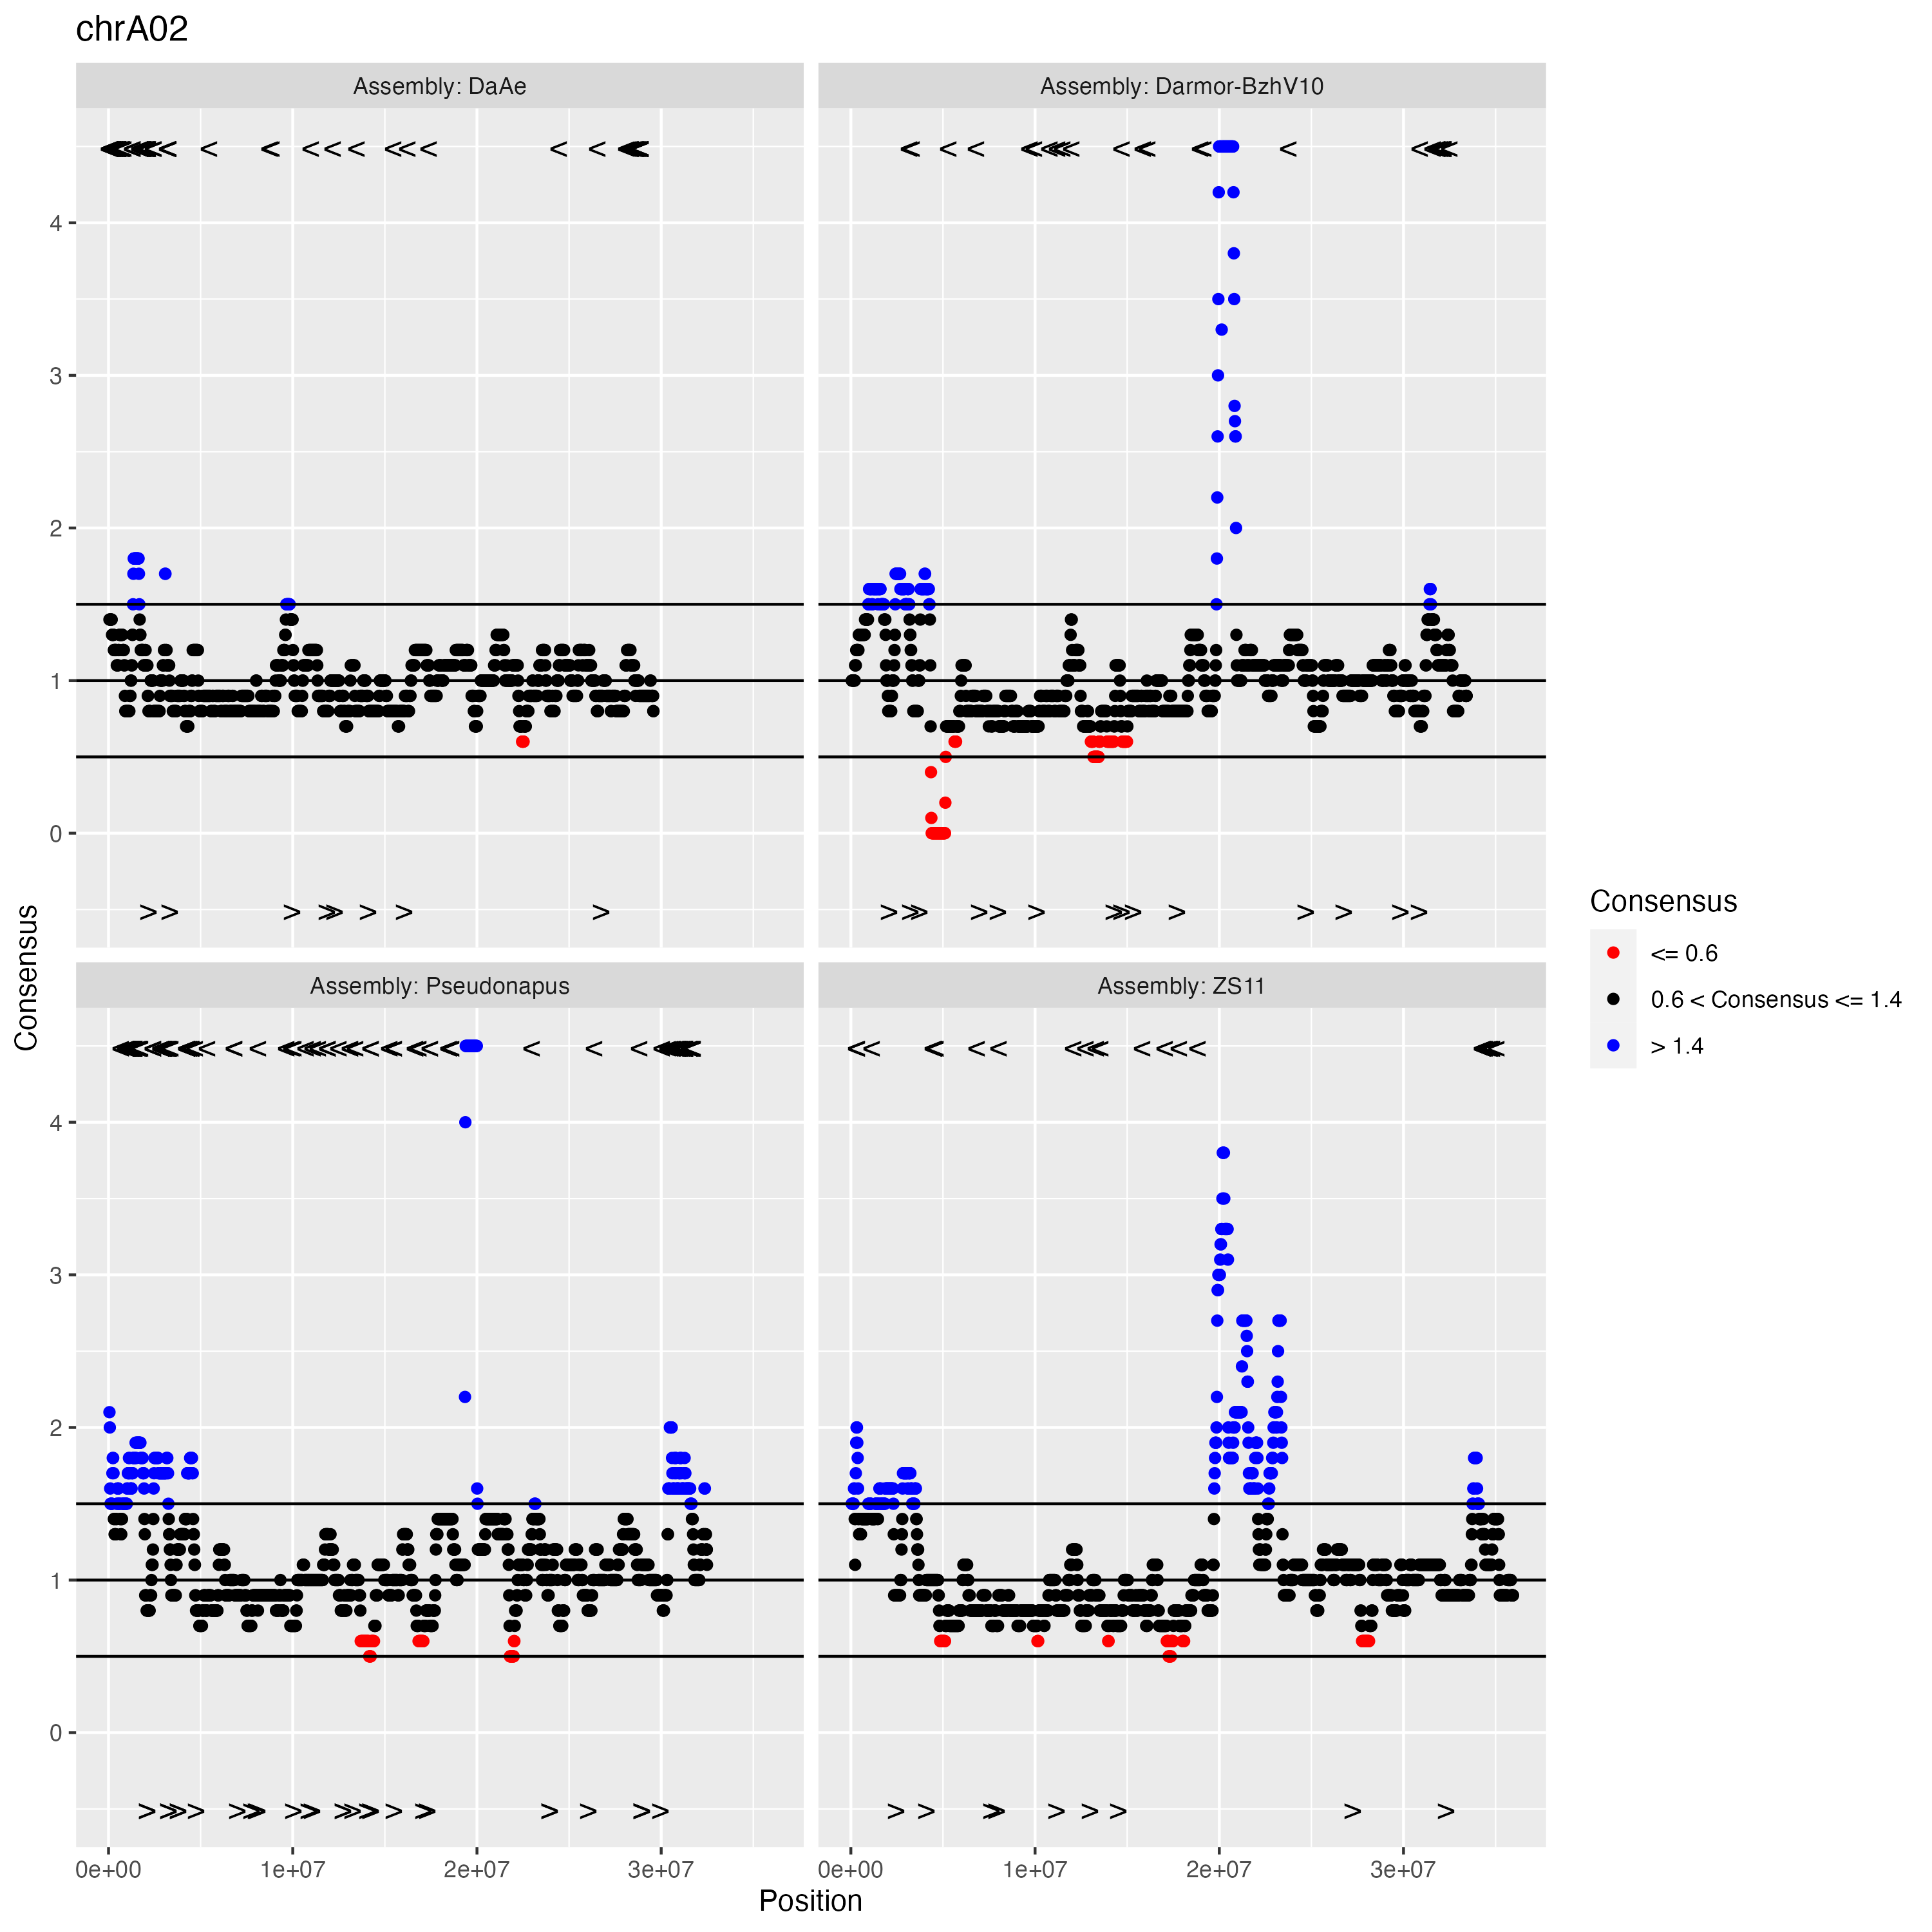 chrA02
Assembly: DaAe
Assembly: Darmor-BzhV10
4
3
2
1
0
Assembly: Pseudonapus
Assembly: ZS11
4
3
2
1
0
0e+00 1e+07 2e+07 3e+07
0e+00 1e+07 2e+07 3e+07
Position
Consensus
Consensus
<= 0.6
0.6 < Consensus <= 1.4
> 1.4